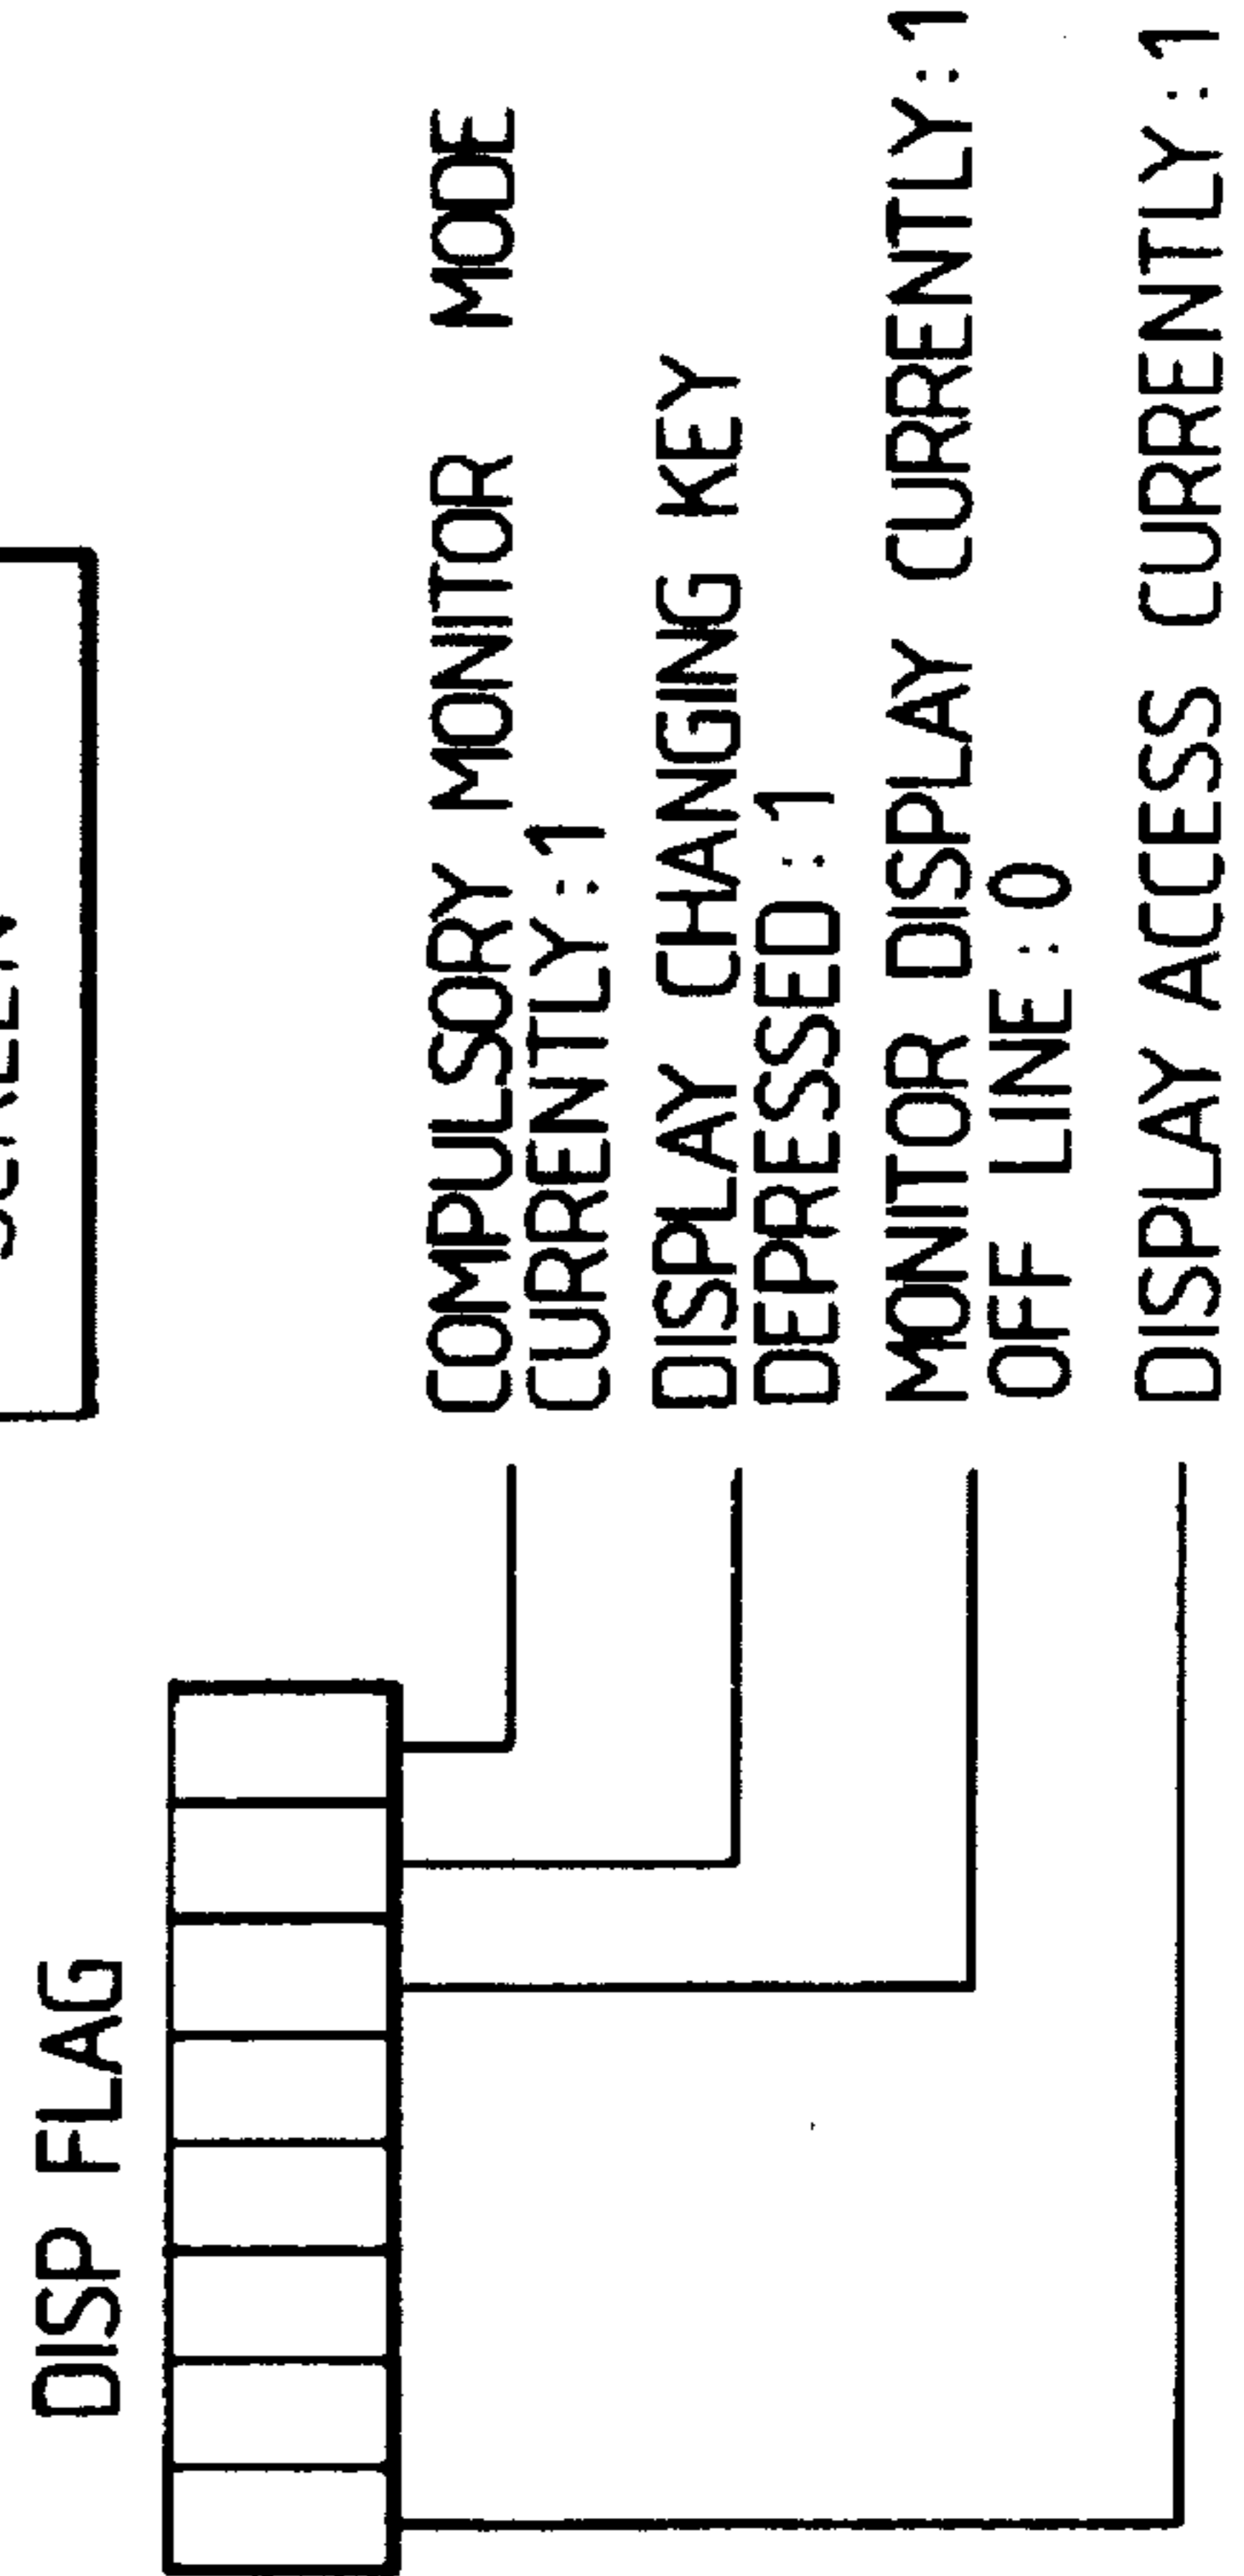 DISP FLAG
COMPULSORY MONITOR MODE
CURRENTLY : 1
DISPLAY CHANGING KEY
DEPRESSED : 1
MONITOR DISPLAY CURRENTLY : 1
OFF LINE : 0
DISPLAY ACCESS CURRENTLY : 1